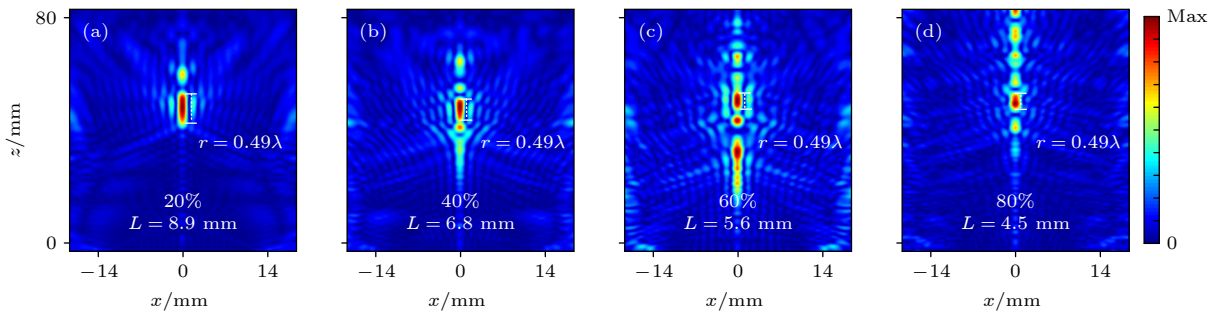 80
(a)
(b)
(c)
(d)
Max
z/mm
r = 0.49λ
r = 0.49λ
r = 0.49λ
r = 0.49λ
20%
40%
60%
80%
L = 8.9 mm
L = 6.8 mm
L = 5.6 mm
L = 4.5 mm
0
0
−14
0
14
−14
0
14
−14
0
14
−14
0
14
x/mm
x/mm
x/mm
x/mm